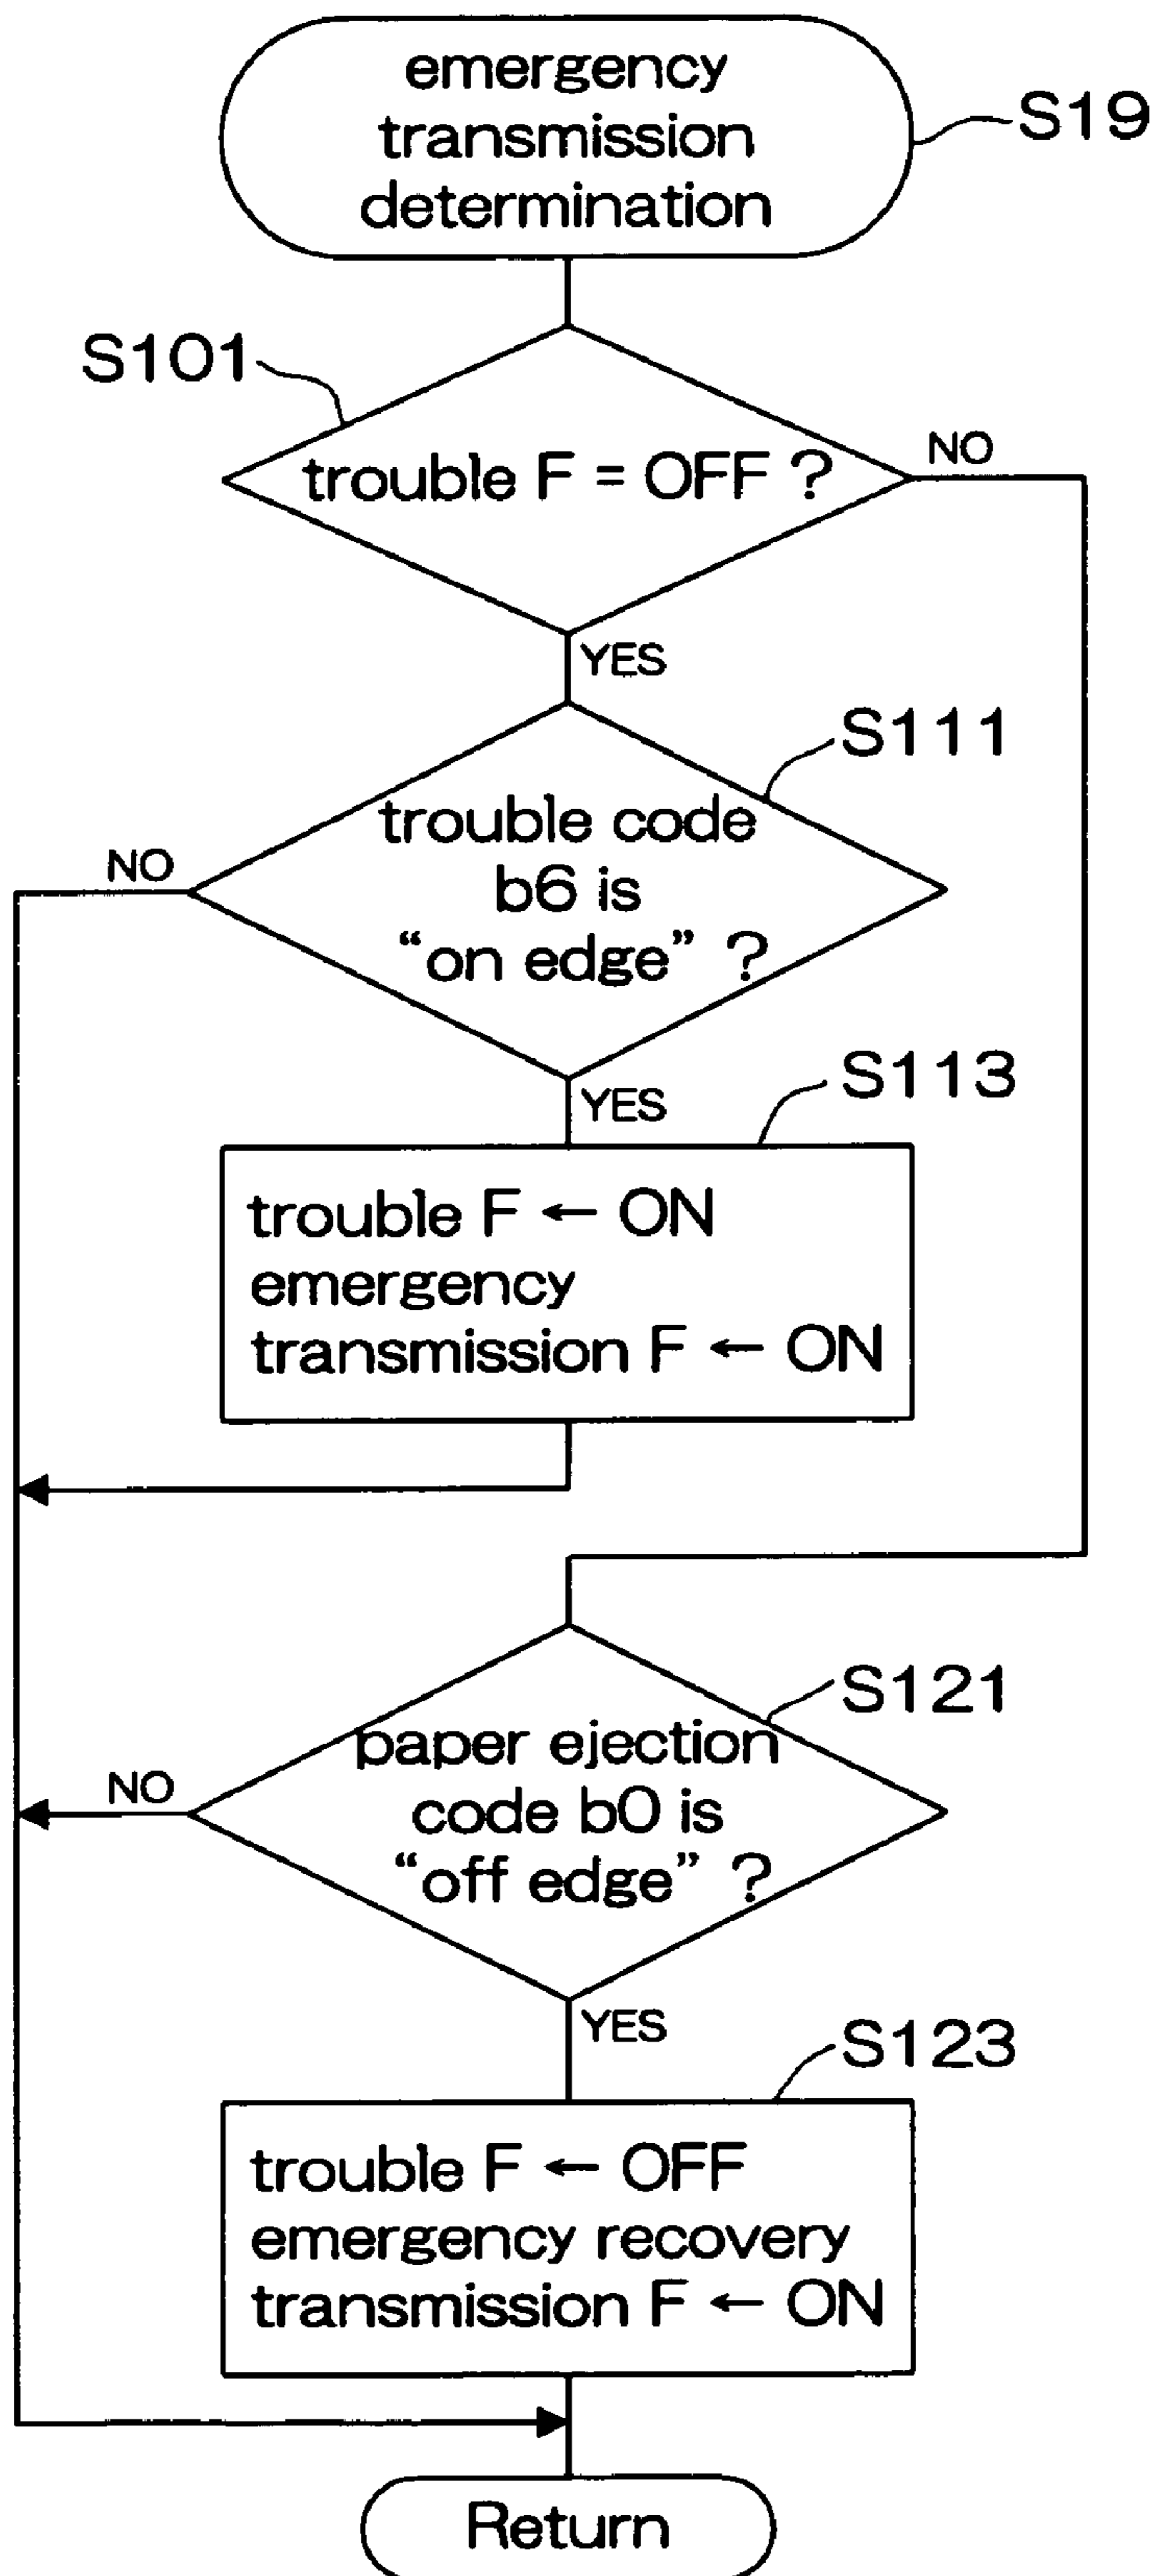 emergency
transmission
determination
S19
S101
trouble F = OFF ?
NO
YES
S111
trouble code
b6 is
“on edge” ?
NO
YES
S113
trouble F ← ON
emergency
transmission F ← ON
S121
paper ejection
code b0 is
“off edge” ?
NO
YES
S123
trouble F ← OFF
emergency recovery
transmission F ← ON
Return